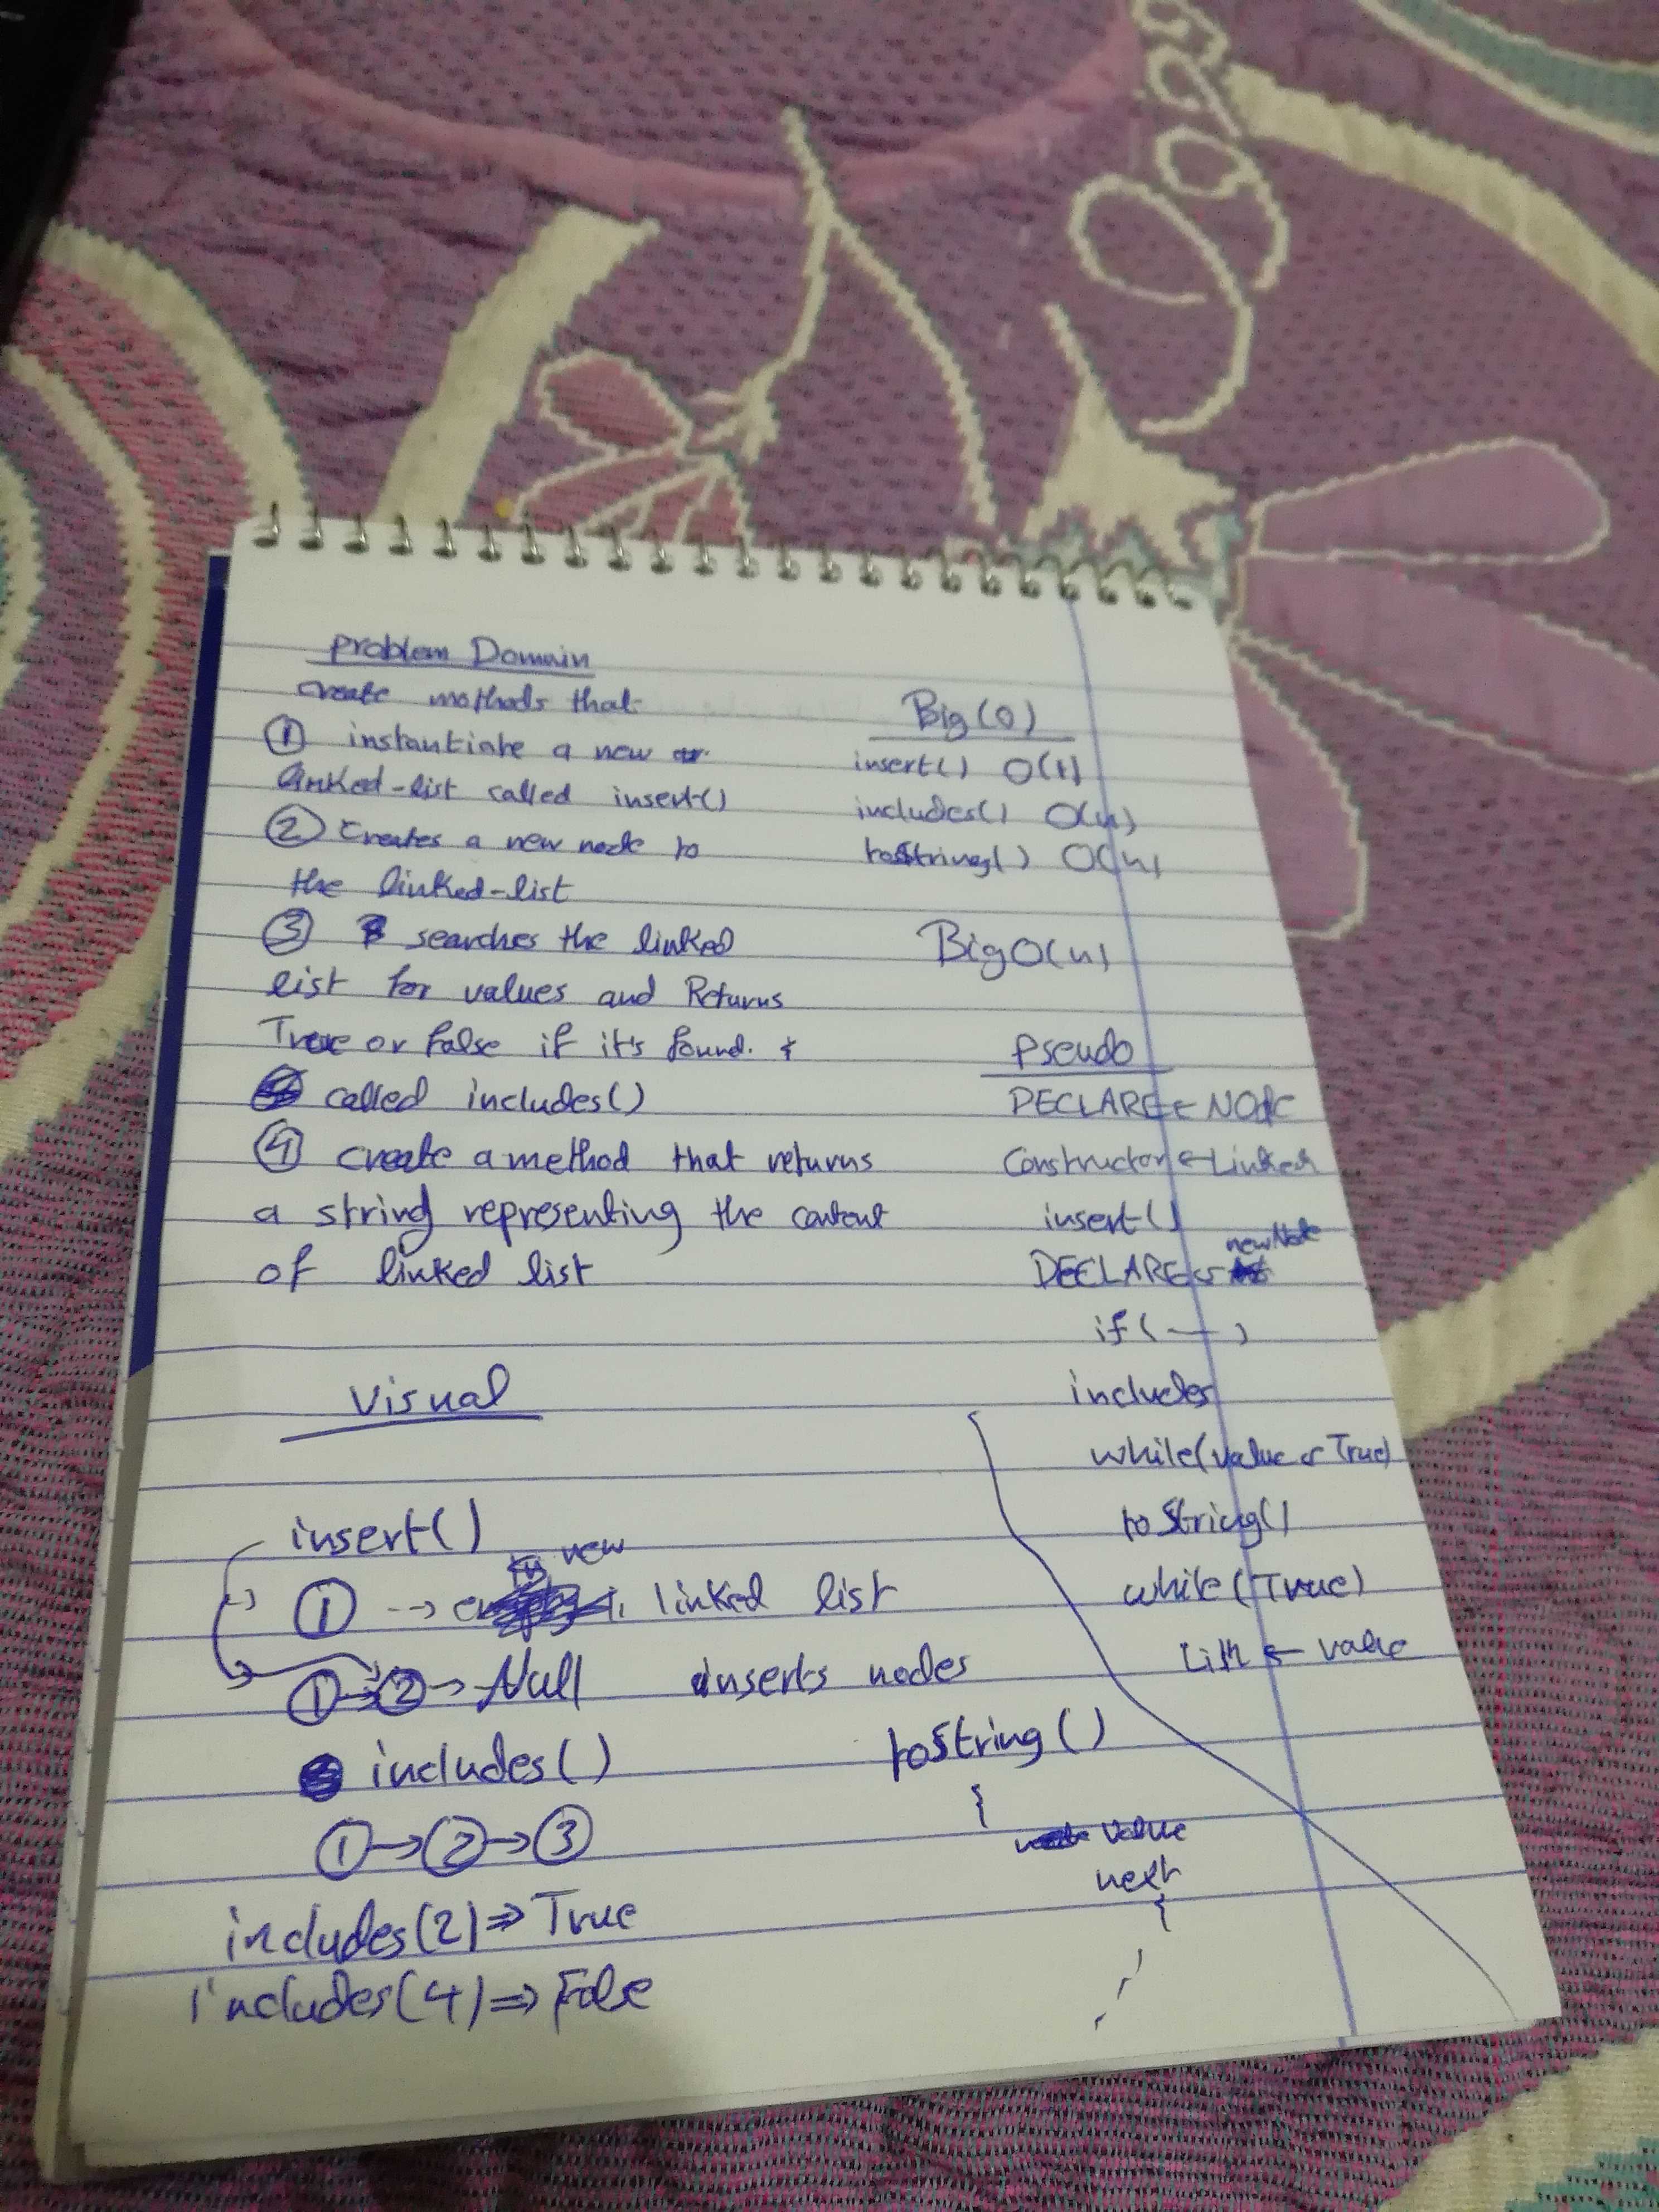 Problem Domain
create methods that
① instantiate a new
linked-list called insert()
② creates a new node to
the linked-list
③ searches the linked
list for values and Returns
True or false if it's found. &
called includes()
④ create a method that returns
a string representing the content
of linked list
Big(O)
insert() O(1)
includes() O(n)
toString() O(n)
Big O(n)
Pseudo
DECLARE ← NOde
Constructor ← Linked
insert()
newNode
DECLARE ←
if ( — )
includes
while(value ← True)
toString()
while (True)
← value
Visual
insert()
new
① → linked list
① → ② → Null inserts nodes
includes()
① → ② → ③
includes(2) ⇒ True
includes(4) ⇒ False
toString()
{
value
next
{